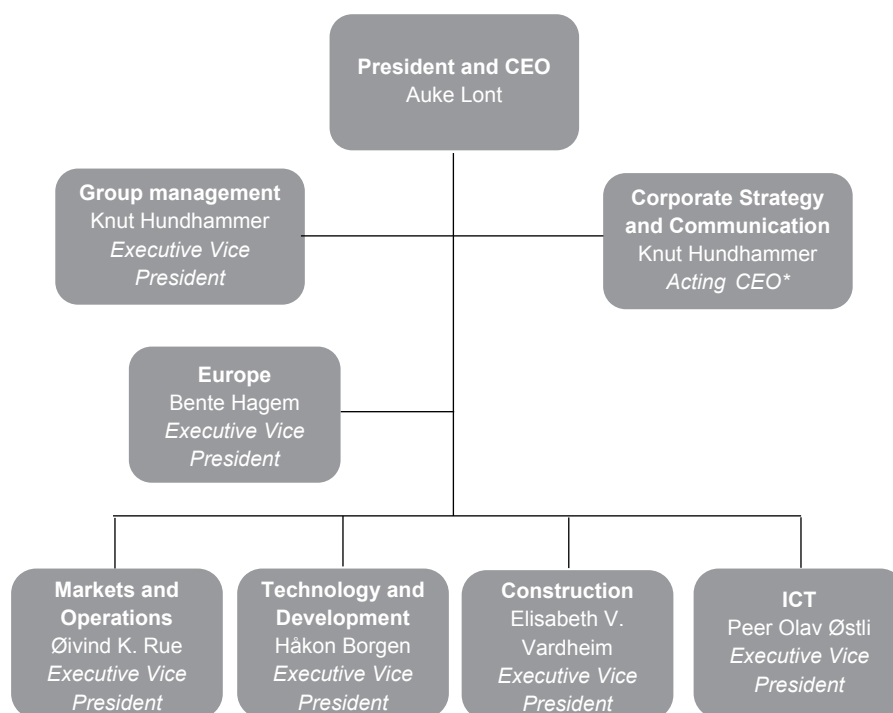 President and CEO
Auke Lont
Group management
Knut Hundhammer
Executive Vice
President
Corporate Strategy
and Communication
Knut Hundhammer
Acting CEO*
Europe
Bente Hagem
Executive Vice
President
Markets and
Operations
Øivind K. Rue
Executive Vice
President
Technology and
Development
Håkon Borgen
Executive Vice
President
Construction
Elisabeth V.
Vardheim
Executive Vice
President
ICT
Peer Olav Østli
Executive Vice
President